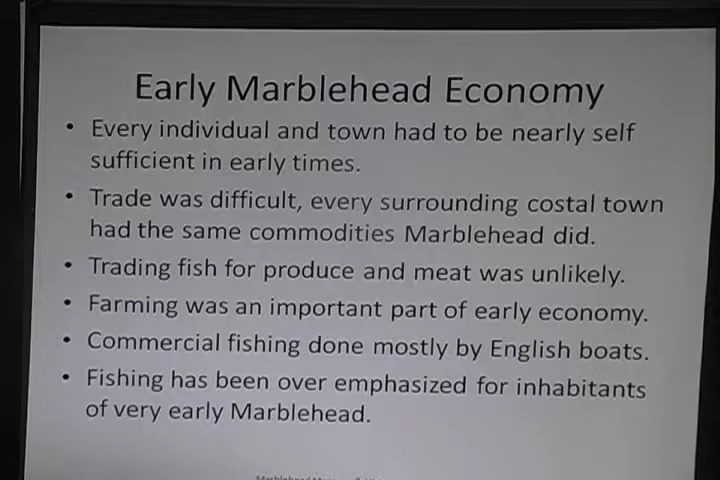 Early Marblehead Economy
• Every individual and town had to be nearly self
sufficient in early times.
• Trade was difficult, every surrounding costal town
had the same commodities Marblehead did.
• Trading fish for produce and meat was unlikely.
• Farming was an important part of early economy.
• Commercial fishing done mostly by English boats.
• Fishing has been over emphasized for inhabitants
of very early Marblehead.